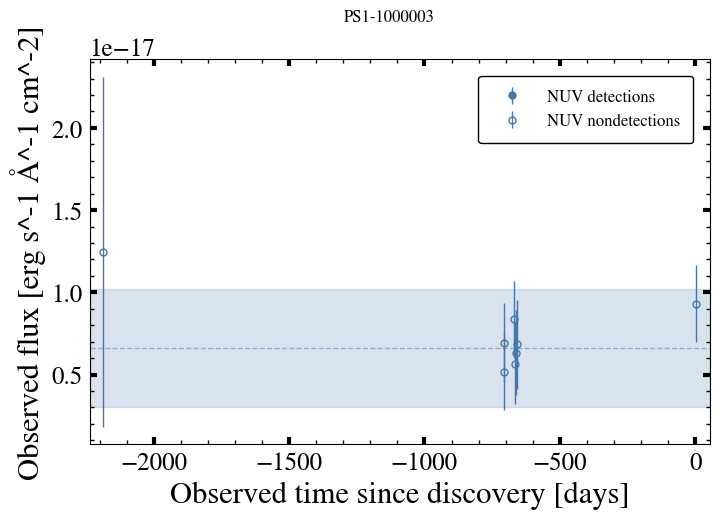 PS1-1000003
1e−17
NUV detections
NUV nondetections
2.0
1.5
1.0
0.5
−2000
−1500
−1000
−500
0
Observed time since discovery [days]
Observed flux [erg s^-1 Å^-1 cm^-2]